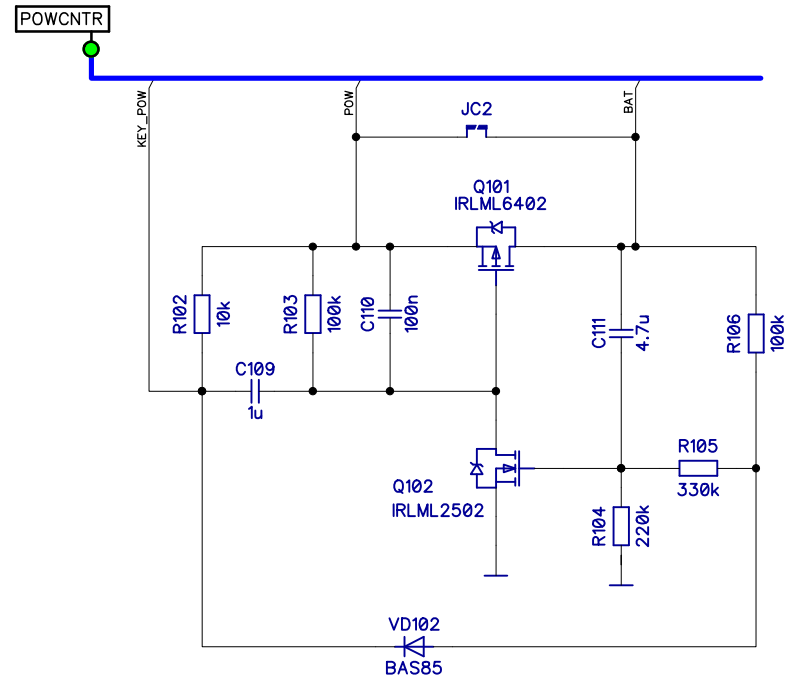 POWCNTR
KEY_POW
POW
BAT
JC2
Q101
IRLML6402
R102
10k
R103
100k
C110
100n
C111
4.7u
R106
100k
C109
1u
R105
330k
Q102
IRLML2502
R104
220k
VD102
BAS85